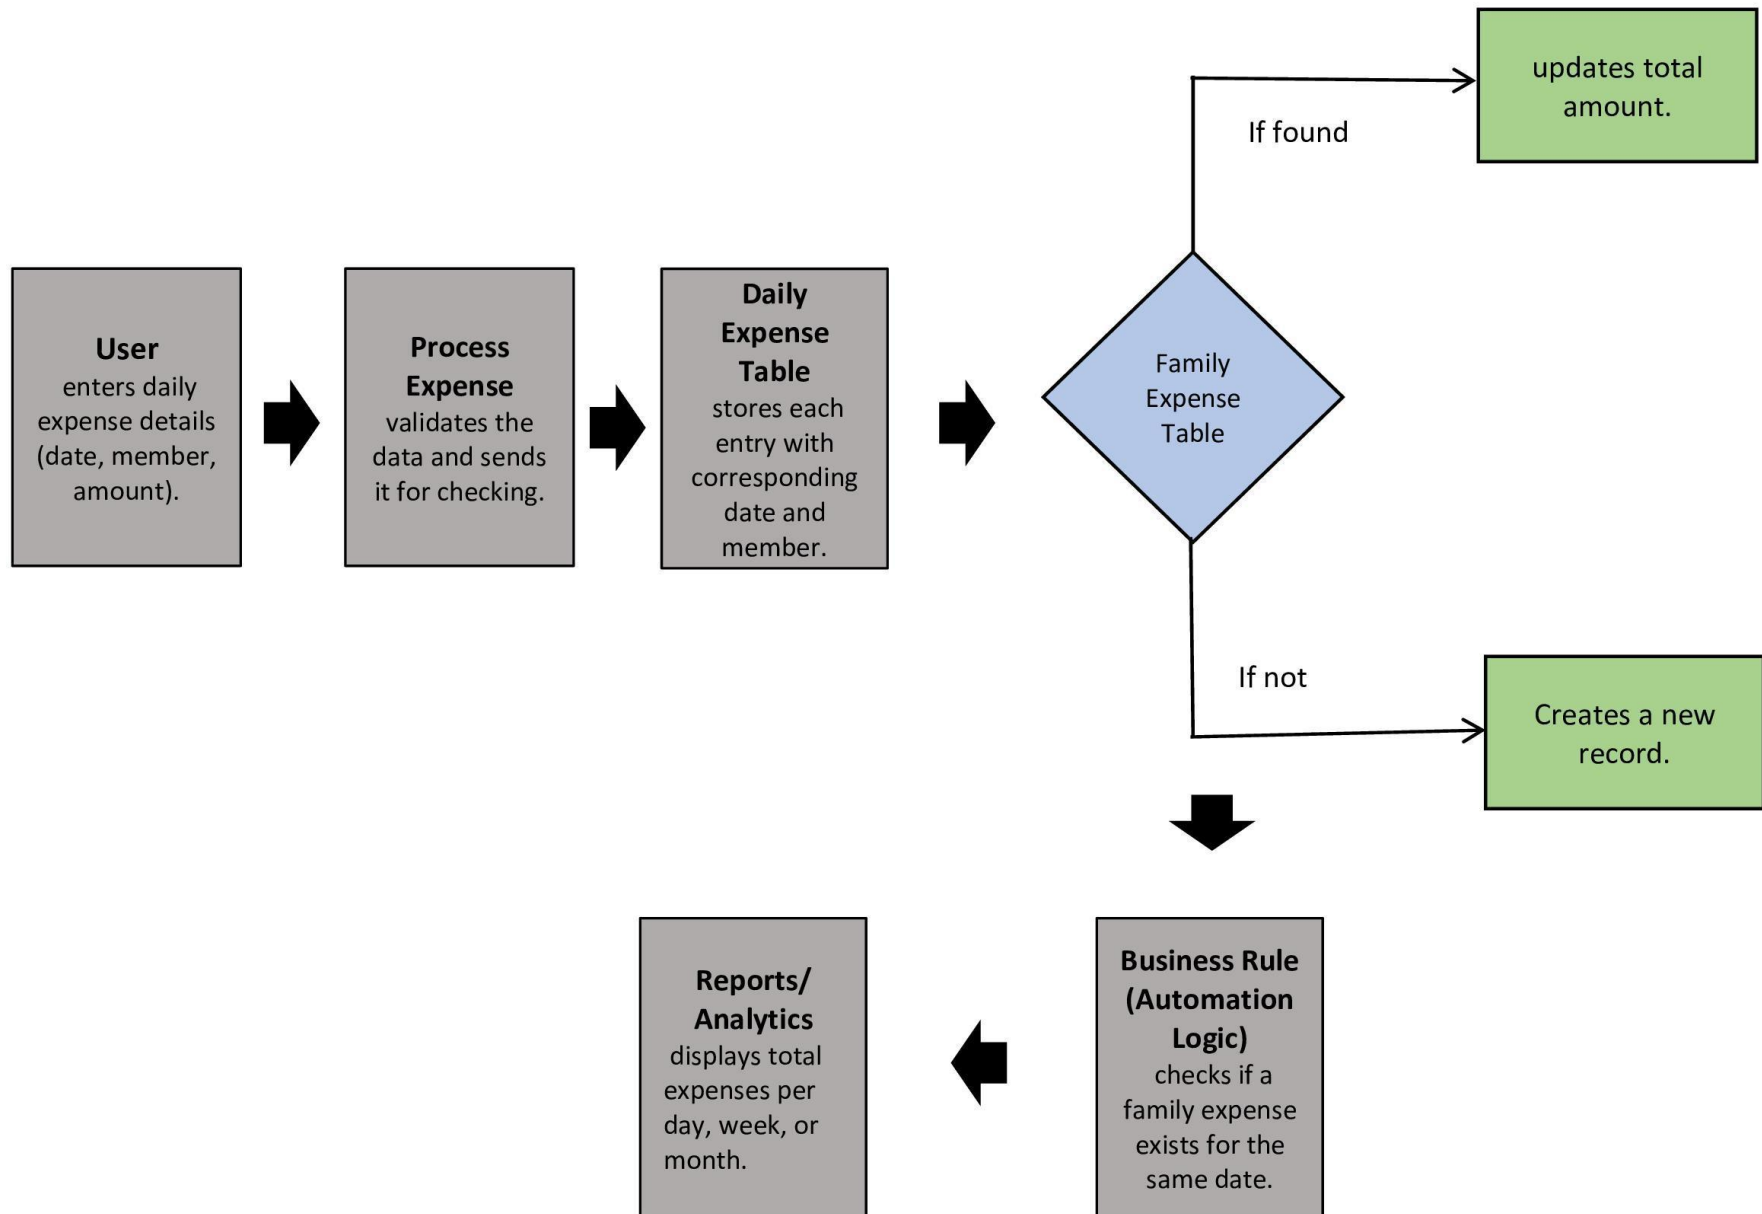 User
enters daily
expense details
(date, member,
amount).
Process
Expense
validates the
data and sends
it for checking.
Daily
Expense
Table
stores each
entry with
corresponding
date and
member.
Family
Expense
Table
If found
updates total
amount.
If not
Creates a new
record.
Business Rule
(Automation
Logic)
checks if a
family expense
exists for the
same date.
Reports/
Analytics
displays total
expenses per
day, week, or
month.